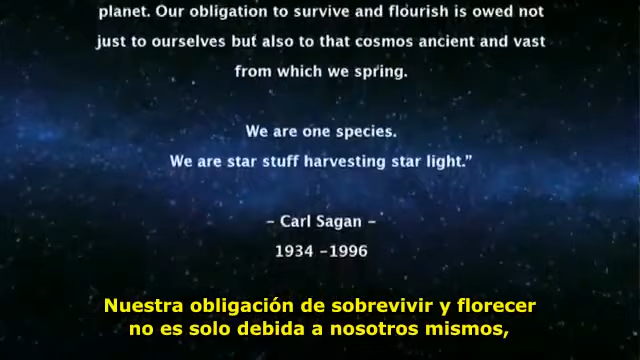 planet. Our obligation to survive and flourish is owed not
just to ourselves but also to that cosmos ancient and vast
from which we spring.
We are one species.
We are star stuff harvesting star light.”
– Carl Sagan –
1934 –1996
Nuestra obligación de sobrevivir y florecer
no es solo debida a nosotros mismos,